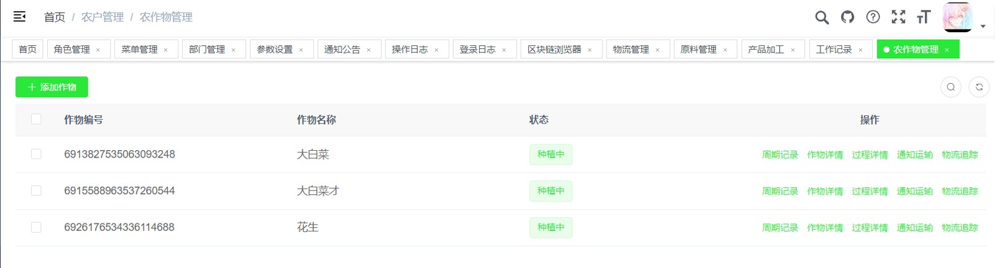 首页 / 农户管理 / 农作物管理
首页 角色管理 × 菜单管理 × 部门管理 × 参数设置 × 通知公告 × 操作日志 × 登录日志 × 区块链浏览器 × 物流管理 × 原料管理 × 产品加工 × 工作记录 × 农作物管理 ×
+ 添加作物
作物编号 作物名称 状态 操作
6913827535063093248 大白菜 种植中 周期记录 作物详情 过程详情 通知运输 物流追踪
6915588963537260544 大白菜才 种植中 周期记录 作物详情 过程详情 通知运输 物流追踪
6926176534336114688 花生 种植中 周期记录 作物详情 过程详情 通知运输 物流追踪